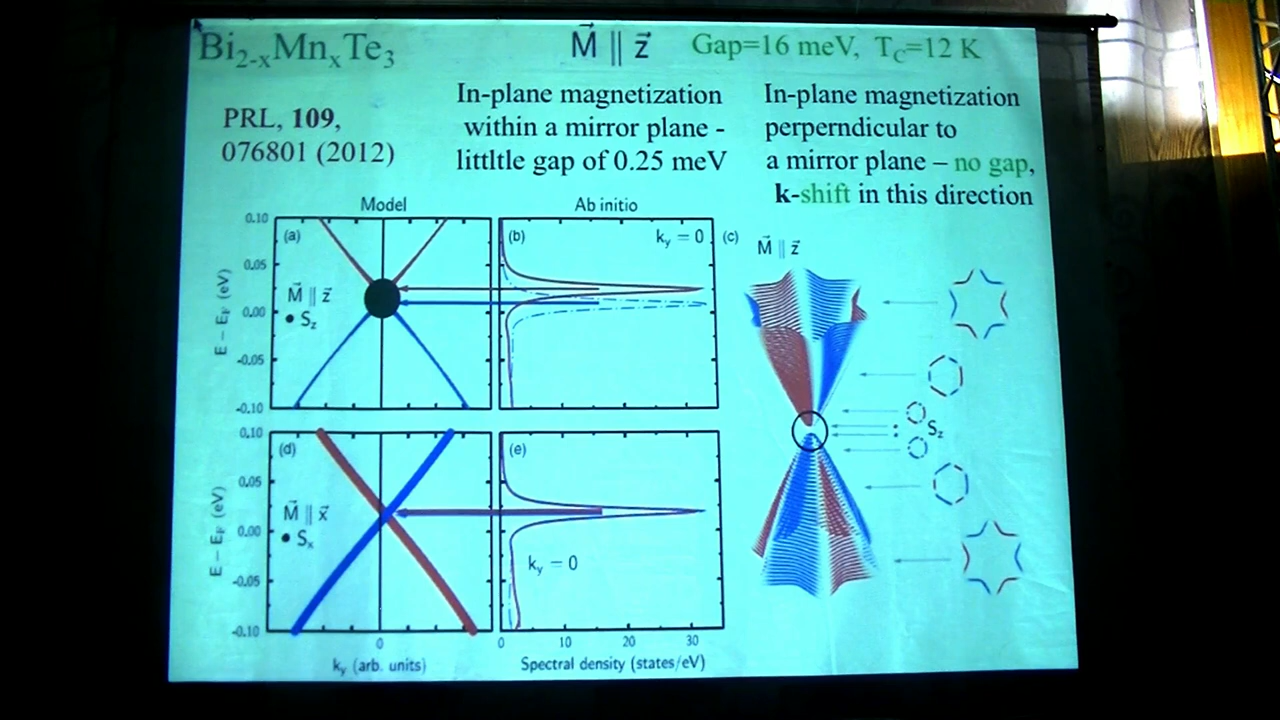 Bi2-xMnxTe3
M⃗ || z⃗
Gap=16 meV, TC=12 K
PRL, 109,
076801 (2012)
In-plane magnetization
within a mirror plane -
littltle gap of 0.25 meV
In-plane magnetization
perperndicular to
a mirror plane – no gap,
k-shift in this direction
Model
Ab initio
0.10
0.05
0.00
-0.05
-0.10
E − EF (eV)
(a)
M⃗ || z⃗
• Sz
(b)
ky = 0
(c)
M⃗ || z⃗
Sz
0.10
0.05
0.00
-0.05
-0.10
E − EF (eV)
(d)
M⃗ || x⃗
• Sx
(e)
ky = 0
0
ky (arb. units)
0 10 20 30
Spectral density (states/eV)